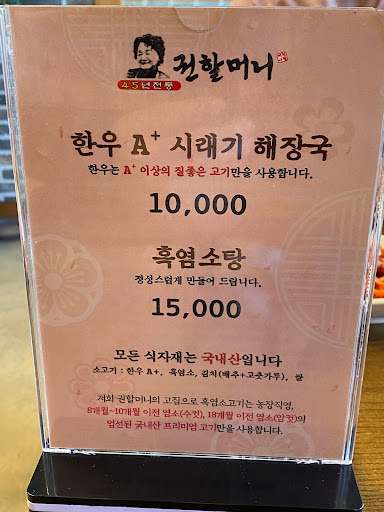 45년전통
권할머니
한우 A⁺ 시래기 해장국
한우는 A⁺ 이상의 질좋은 고기만을 사용합니다.
10,000
흑염소탕
정성스럽게 만들어 드립니다.
15,000
모든 식자재는 국내산입니다
소고기 : 한우 A+, 흑염소, 김치(배추+고춧가루), 쌀
저희 권할머니의 고집으로 흑염소고기는 농장직영,
8개월~10개월 이전 염소(수컷), 18개월 이전 염소(암컷)의
엄선된 국내산 프리미엄 고기만을 사용합니다.